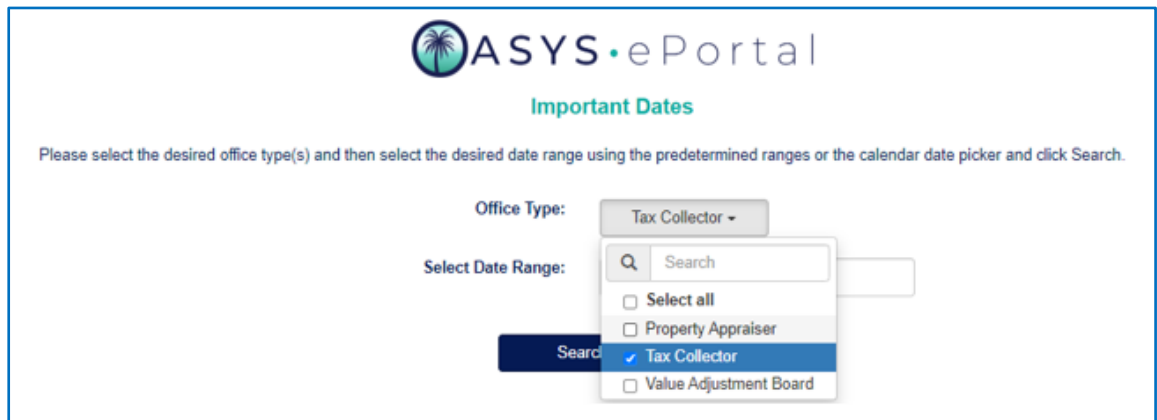 OASYS•ePortal
Important Dates
Please select the desired office type(s) and then select the desired date range using the predetermined ranges or the calendar date picker and click Search.
Office Type:
Tax Collector
Select Date Range:
Search
Select all
Property Appraiser
Searc
Tax Collector
Value Adjustment Board